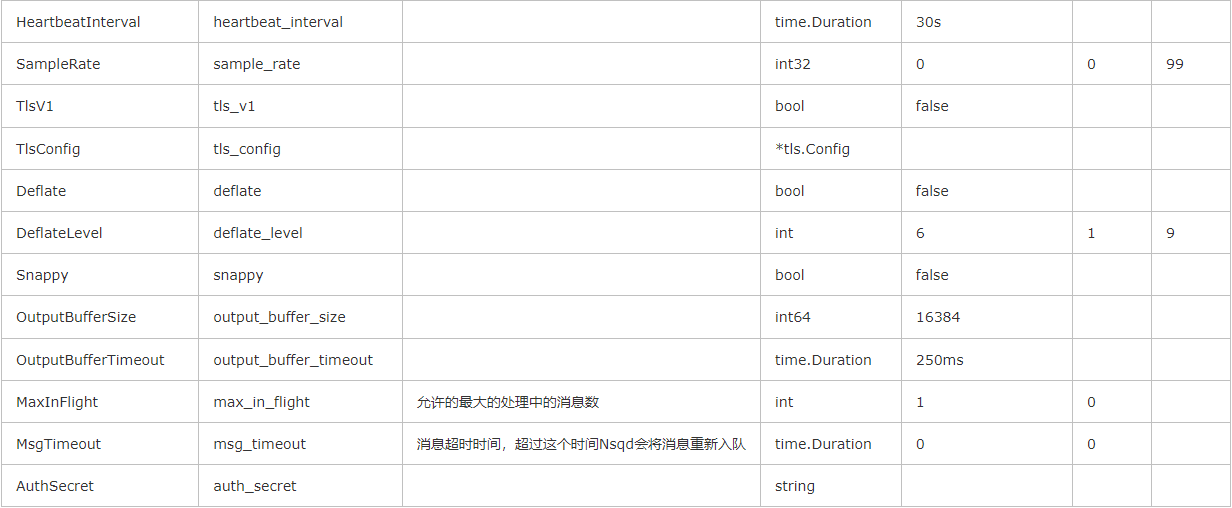 HeartbeatInterval heartbeat_interval time.Duration 30s
SampleRate sample_rate int32 0 0 99
TlsV1 tls_v1 bool false
TlsConfig tls_config *tls.Config
Deflate deflate bool false
DeflateLevel deflate_level int 6 1 9
Snappy snappy bool false
OutputBufferSize output_buffer_size int64 16384
OutputBufferTimeout output_buffer_timeout time.Duration 250ms
MaxInFlight max_in_flight 允许的最大的处理中的消息数 int 1 0
MsgTimeout msg_timeout 消息超时时间，超过这个时间Nsqd会将消息重新入队 time.Duration 0 0
AuthSecret auth_secret string